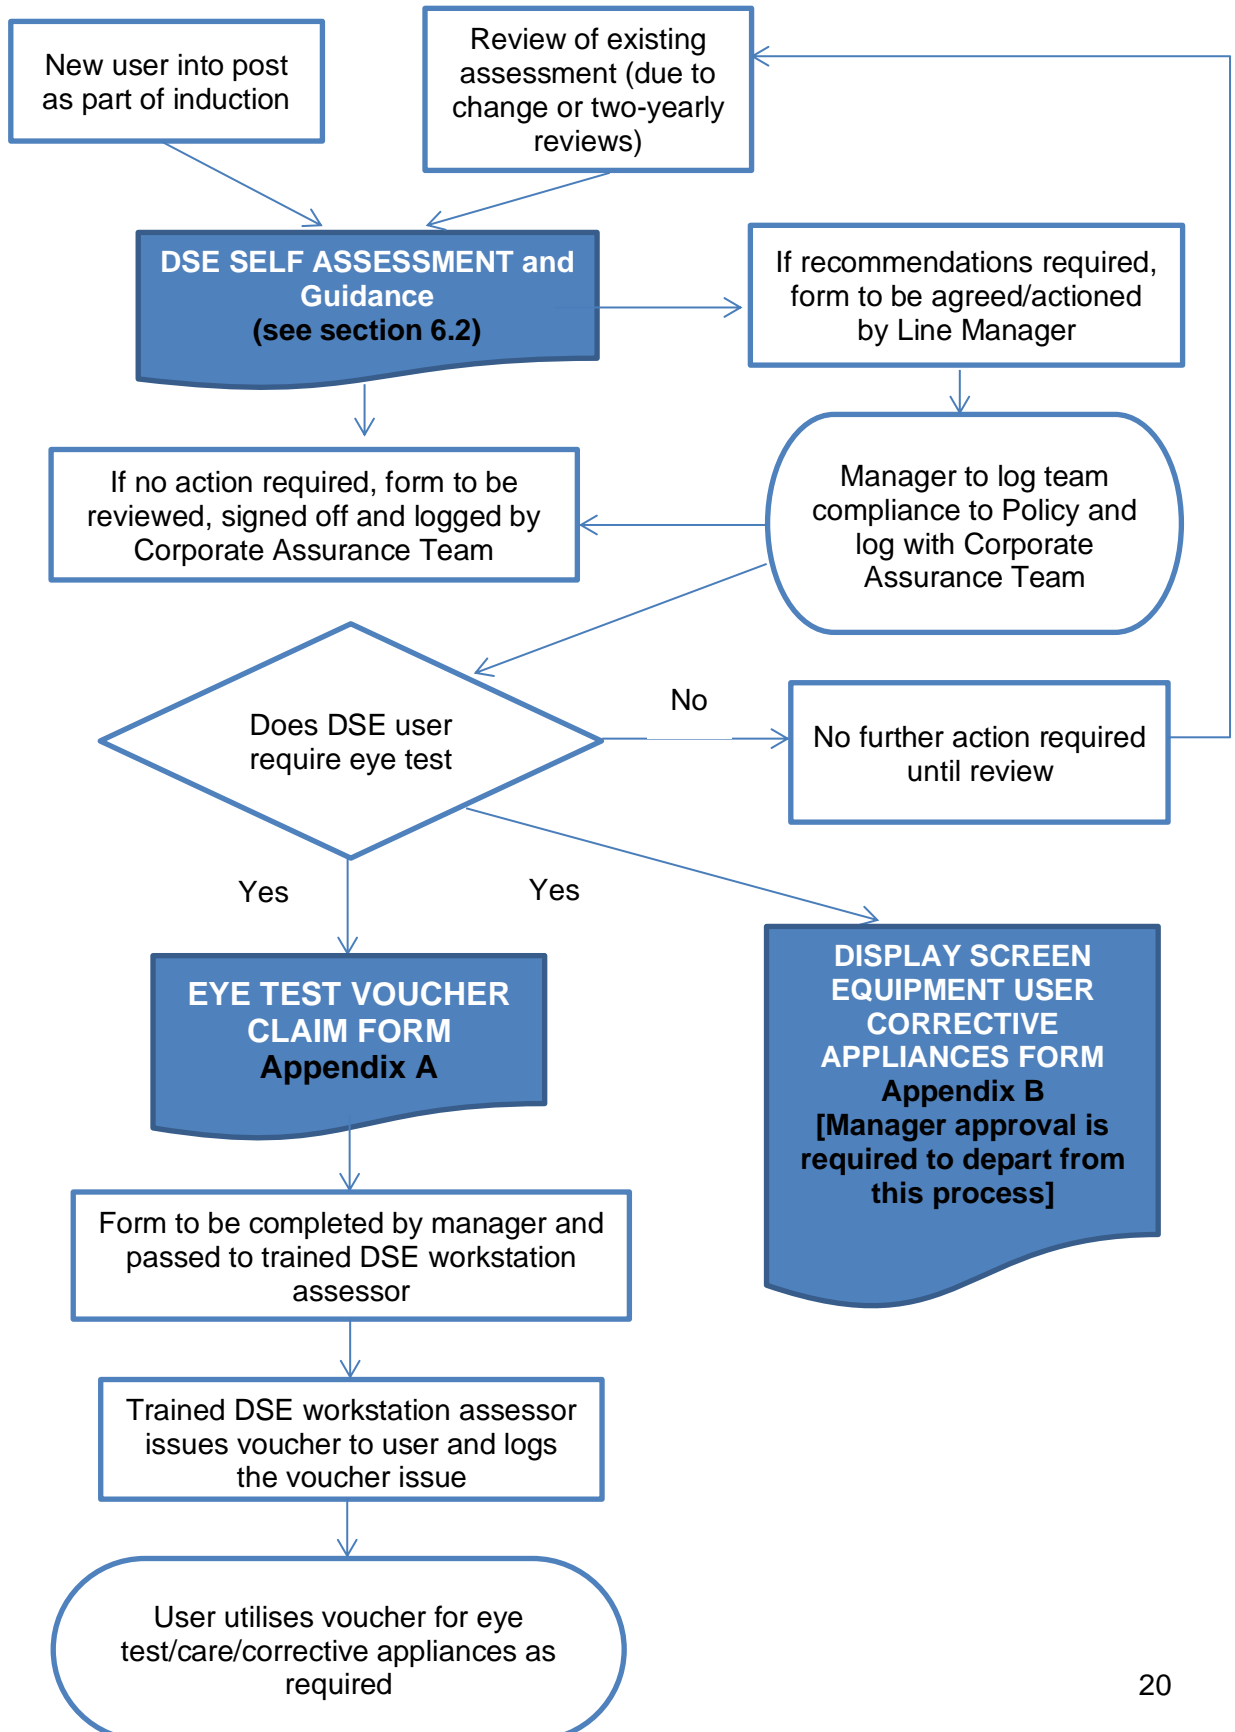 New user into post
as part of induction
Review of existing
assessment (due to
change or two-yearly
reviews)
DSE SELF ASSESSMENT and
Guidance
(see section 6.2)
If recommendations required,
form to be agreed/actioned
by Line Manager
If no action required, form to be
reviewed, signed off and logged by
Corporate Assurance Team
Manager to log team
compliance to Policy and
log with Corporate
Assurance Team
Does DSE user
require eye test
No
No further action required
until review
Yes
Yes
EYE TEST VOUCHER
CLAIM FORM
Appendix A
DISPLAY SCREEN
EQUIPMENT USER
CORRECTIVE
APPLIANCES FORM
Appendix B
[Manager approval is
required to depart from
this process]
Form to be completed by manager and
passed to trained DSE workstation
assessor
Trained DSE workstation assessor
issues voucher to user and logs
the voucher issue
User utilises voucher for eye
test/care/corrective appliances as
required
20